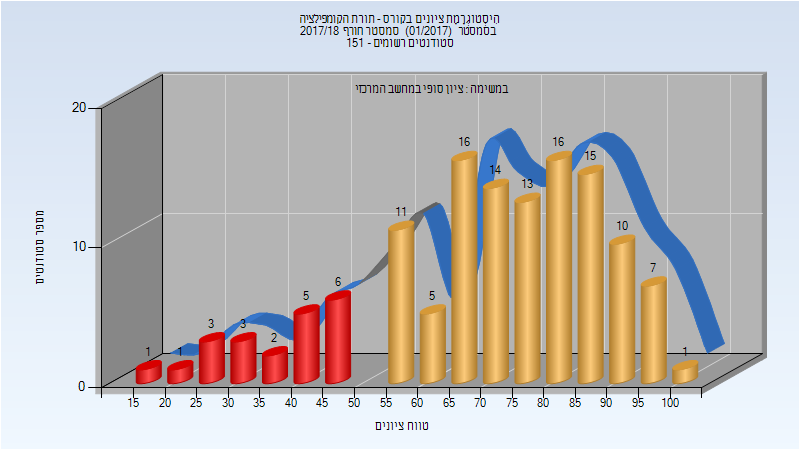 היסטוגרמת ציונים בקורס - תורת הקומפילציה
בסמסטר (01/2017) סמסטר חורף 2017/18
סטודנטים רשומים - 151
במשימה : ציון סופי במחשב המרכזי
מספר סטודנטים
20
10
0
1 1 3 3 2 5 6 11 5 16 14 13 16 15 10 7 1
15 20 25 30 35 40 45 50 55 60 65 70 75 80 85 90 95 100
טווח ציונים